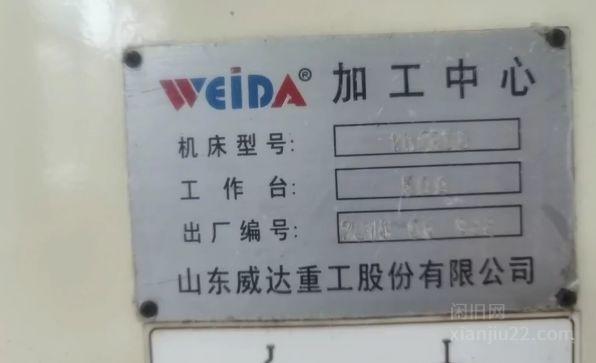 WEIDA® 加工中心
机床型号:
工作台:
出厂编号:
山东威达重工股份有限公司
闲旧网
xianjiu22.com